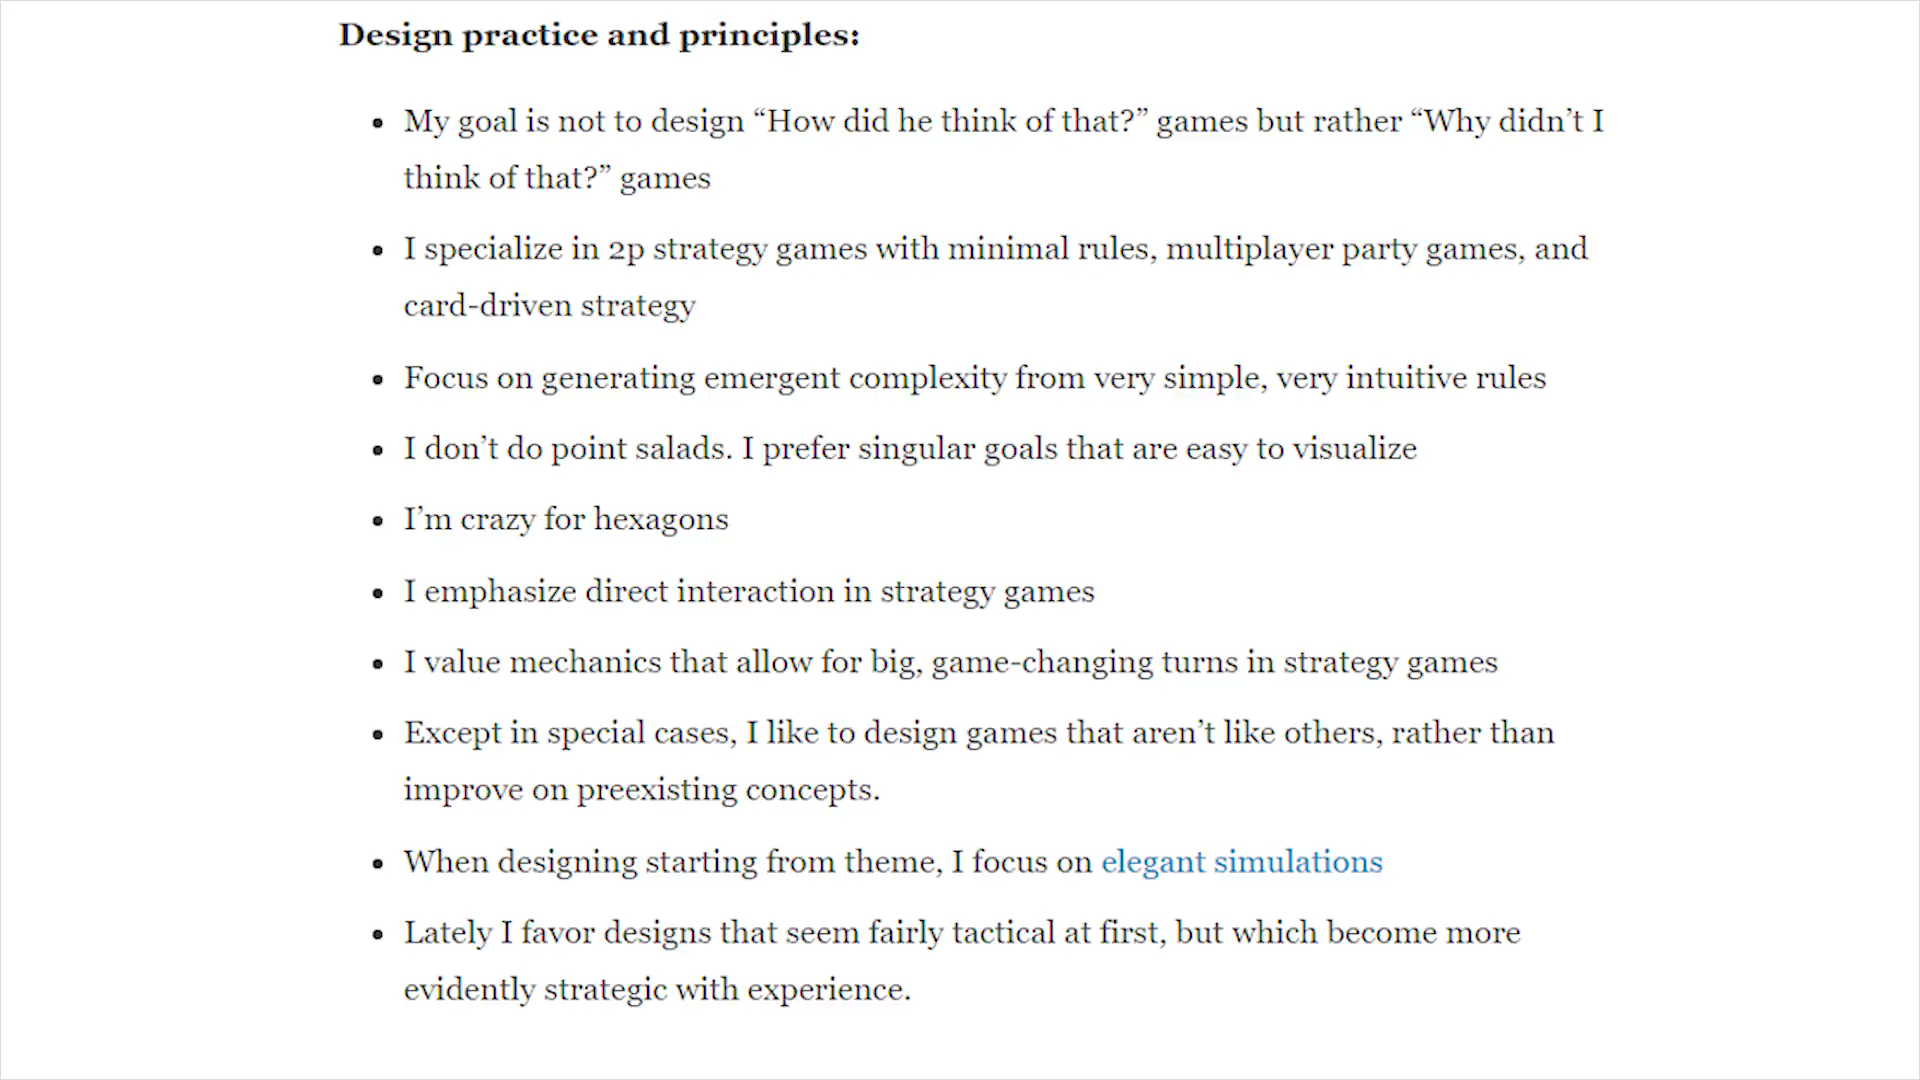 Design practice and principles:
• My goal is not to design “How did he think of that?” games but rather “Why didn’t I
think of that?” games
• I specialize in 2p strategy games with minimal rules, multiplayer party games, and
card-driven strategy
• Focus on generating emergent complexity from very simple, very intuitive rules
• I don’t do point salads. I prefer singular goals that are easy to visualize
• I’m crazy for hexagons
• I emphasize direct interaction in strategy games
• I value mechanics that allow for big, game-changing turns in strategy games
• Except in special cases, I like to design games that aren’t like others, rather than
improve on preexisting concepts.
• When designing starting from theme, I focus on elegant simulations
• Lately I favor designs that seem fairly tactical at first, but which become more
evidently strategic with experience.